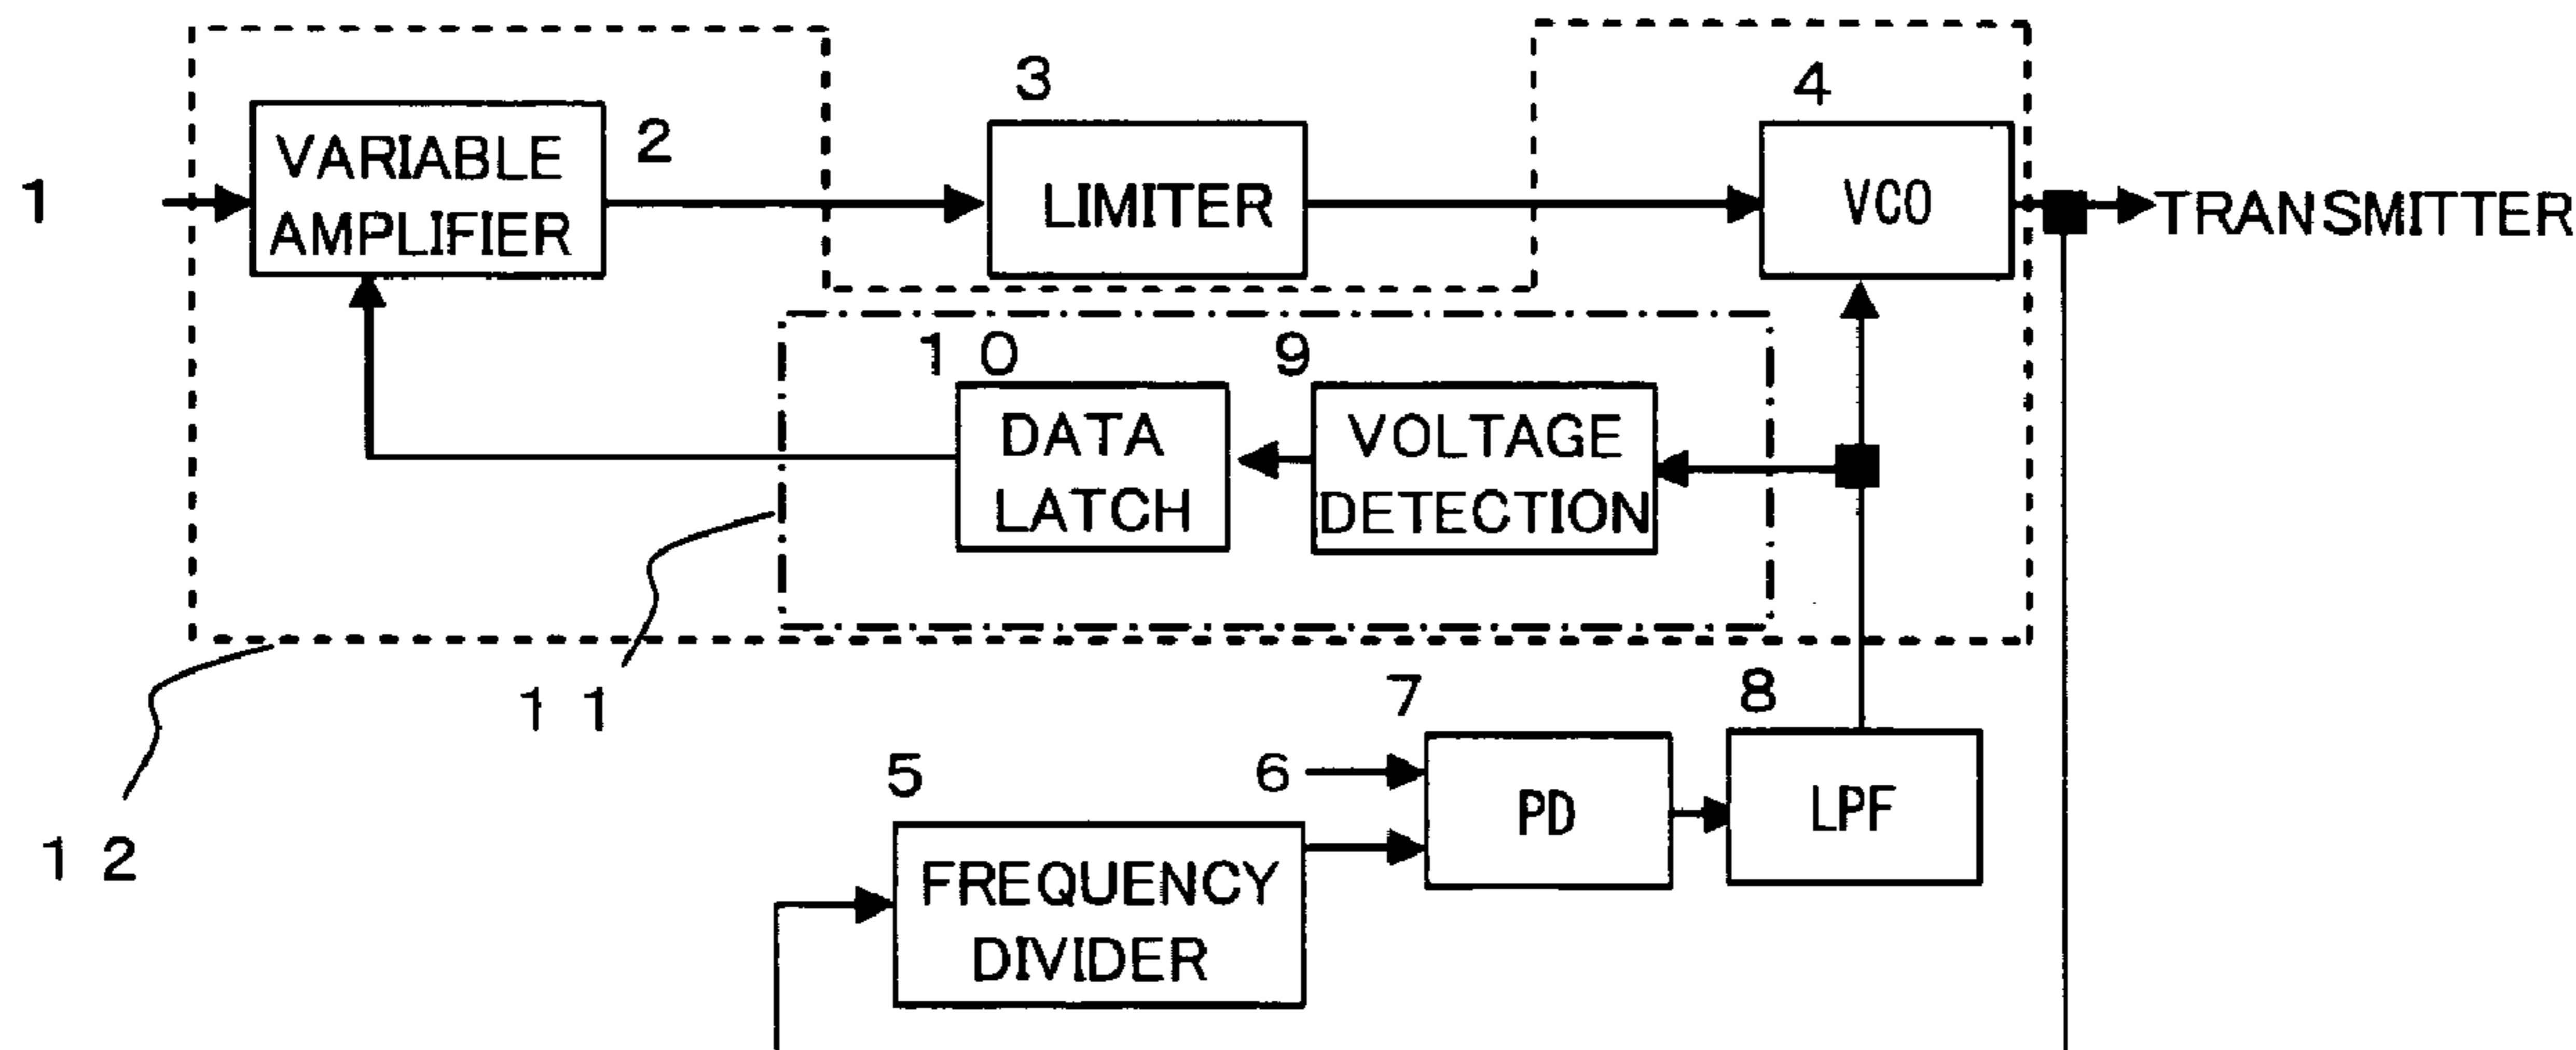 3
4
2
1
VARIABLE
AMPLIFIER
LIMITER
VCO
TRANSMITTER
10
9
DATA
LATCH
VOLTAGE
DETECTION
11
12
7
8
5
6
PD
LPF
FREQUENCY
DIVIDER